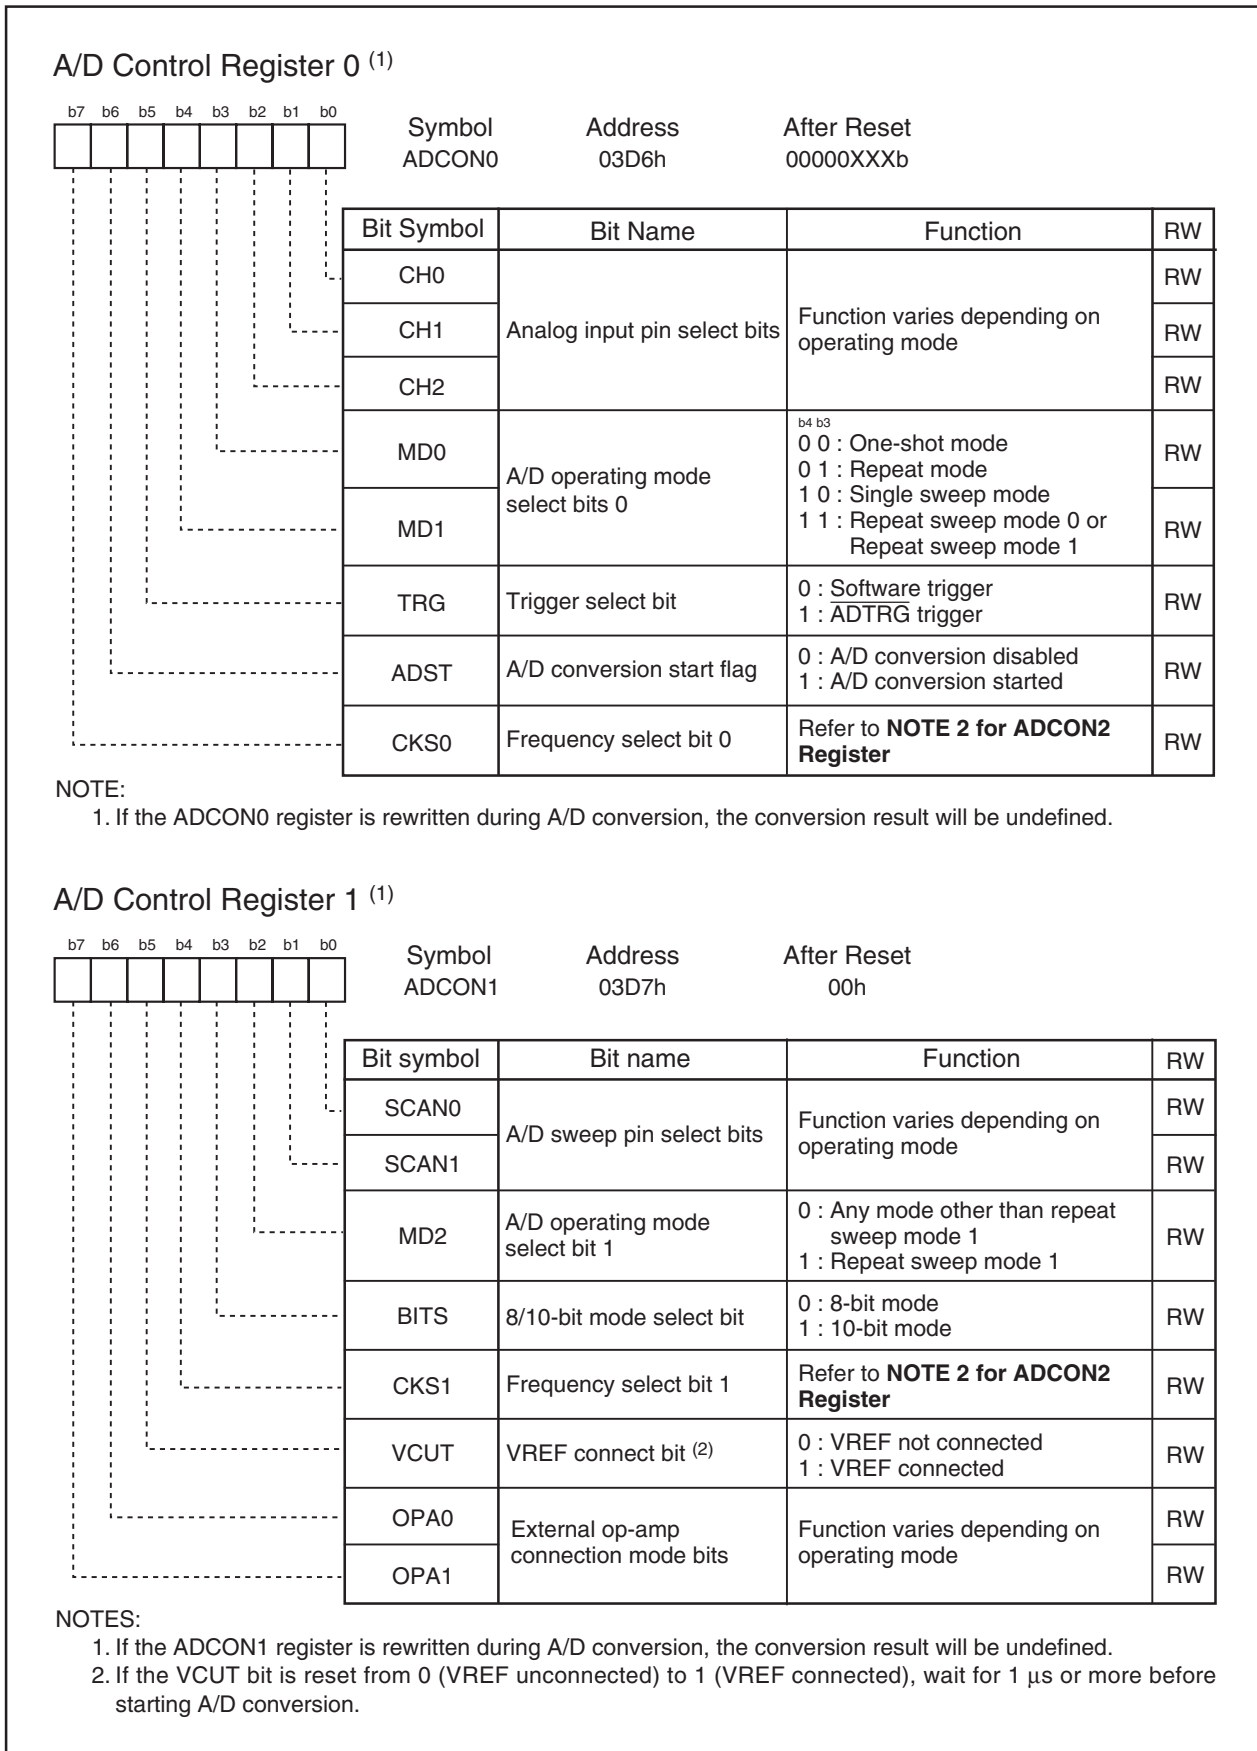 A/D Control Register 0 (1)
b7 b6 b5 b4 b3 b2 b1 b0
Symbol Address After Reset
ADCON0 03D6h 00000XXXb
Bit Symbol Bit Name Function RW
CH0 RW
CH1 Analog input pin select bits Function varies depending on operating mode RW
CH2 RW
MD0 RW
A/D operating mode
select bits 0
b4 b3
0 0 : One-shot mode
0 1 : Repeat mode
1 0 : Single sweep mode
1 1 : Repeat sweep mode 0 or
Repeat sweep mode 1
MD1 RW
TRG Trigger select bit 0 : Software trigger
1 : ADTRG trigger RW
ADST A/D conversion start flag 0 : A/D conversion disabled
1 : A/D conversion started RW
CKS0 Frequency select bit 0 Refer to NOTE 2 for ADCON2
Register RW
NOTE:
1. If the ADCON0 register is rewritten during A/D conversion, the conversion result will be undefined.
A/D Control Register 1 (1)
b7 b6 b5 b4 b3 b2 b1 b0
Symbol Address After Reset
ADCON1 03D7h 00h
Bit symbol Bit name Function RW
SCAN0 RW
A/D sweep pin select bits Function varies depending on
operating mode
SCAN1 RW
MD2 A/D operating mode
select bit 1
0 : Any mode other than repeat
sweep mode 1
1 : Repeat sweep mode 1 RW
BITS 8/10-bit mode select bit 0 : 8-bit mode
1 : 10-bit mode RW
CKS1 Frequency select bit 1 Refer to NOTE 2 for ADCON2
Register RW
VCUT VREF connect bit (2) 0 : VREF not connected
1 : VREF connected RW
OPA0 RW
External op-amp
connection mode bits
Function varies depending on
operating mode
OPA1 RW
NOTES:
1. If the ADCON1 register is rewritten during A/D conversion, the conversion result will be undefined.
2. If the VCUT bit is reset from 0 (VREF unconnected) to 1 (VREF connected), wait for 1 μs or more before
starting A/D conversion.